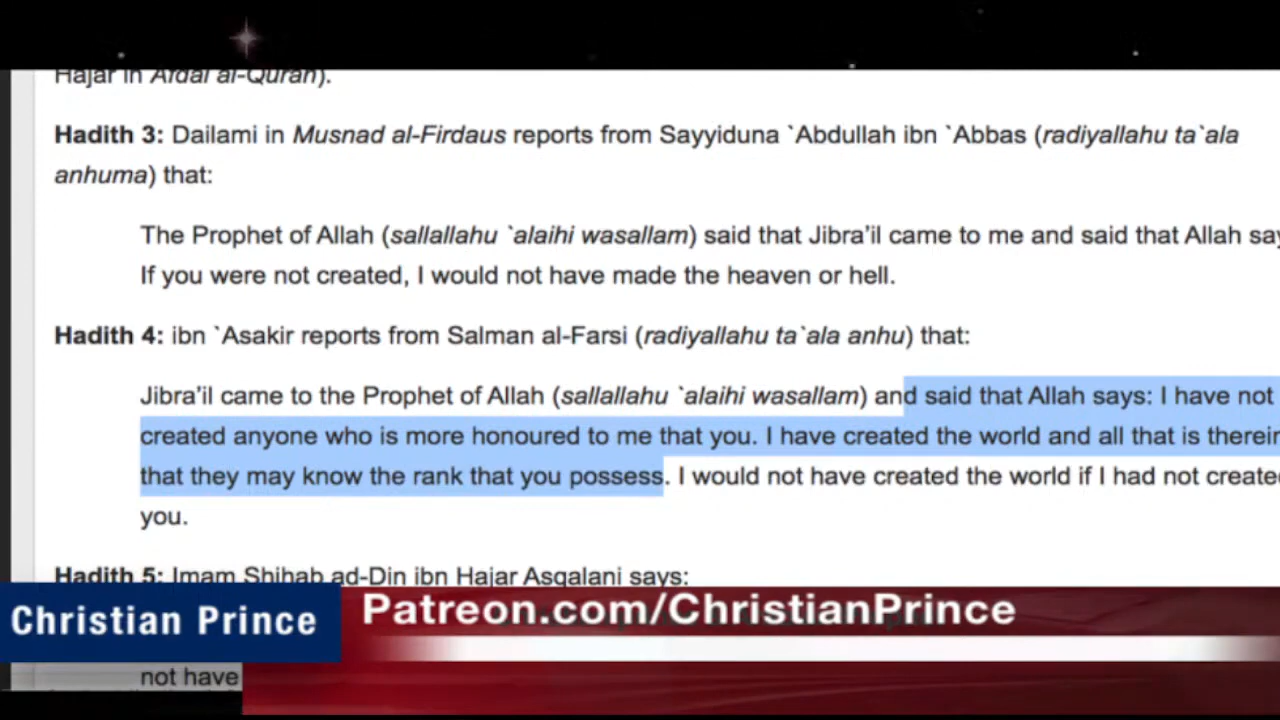 Hajar in Afdal al-Quran).
Hadith 3: Dailami in Musnad al-Firdaus reports from Sayyiduna `Abdullah ibn `Abbas (radiyallahu ta`ala
anhuma) that:
The Prophet of Allah (sallallahu `alaihi wasallam) said that Jibra'il came to me and said that Allah say
If you were not created, I would not have made the heaven or hell.
Hadith 4: ibn `Asakir reports from Salman al-Farsi (radiyallahu ta`ala anhu) that:
Jibra'il came to the Prophet of Allah (sallallahu `alaihi wasallam) and said that Allah says: I have not
created anyone who is more honoured to me that you. I have created the world and all that is therein
that they may know the rank that you possess. I would not have created the world if I had not create
you.
Hadith 5: Imam Shihab ad-Din ibn Hajar Asqalani says:
Christian Prince
Patreon.com/ChristianPrince
not have